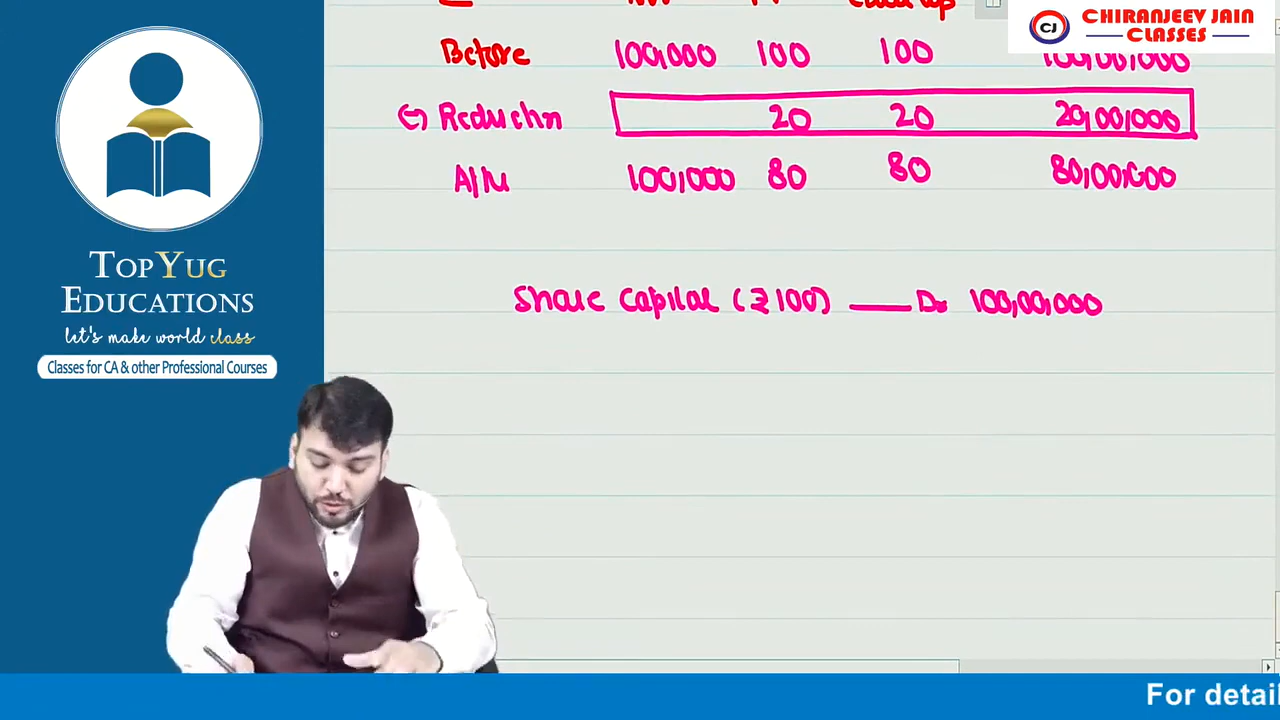 CHIRANJEEV JAIN
CJ
CLASSES
Before 100,000 100 100 100,00,000
(-) Reductn 20 20 20,00,000
100,000 80 80 80,00,000
Share Capital (₹100) —— Dr 100,00,000
TOPYUG
EDUCATIONS
let's make world class
Classes for CA & other Professional Courses
For detai